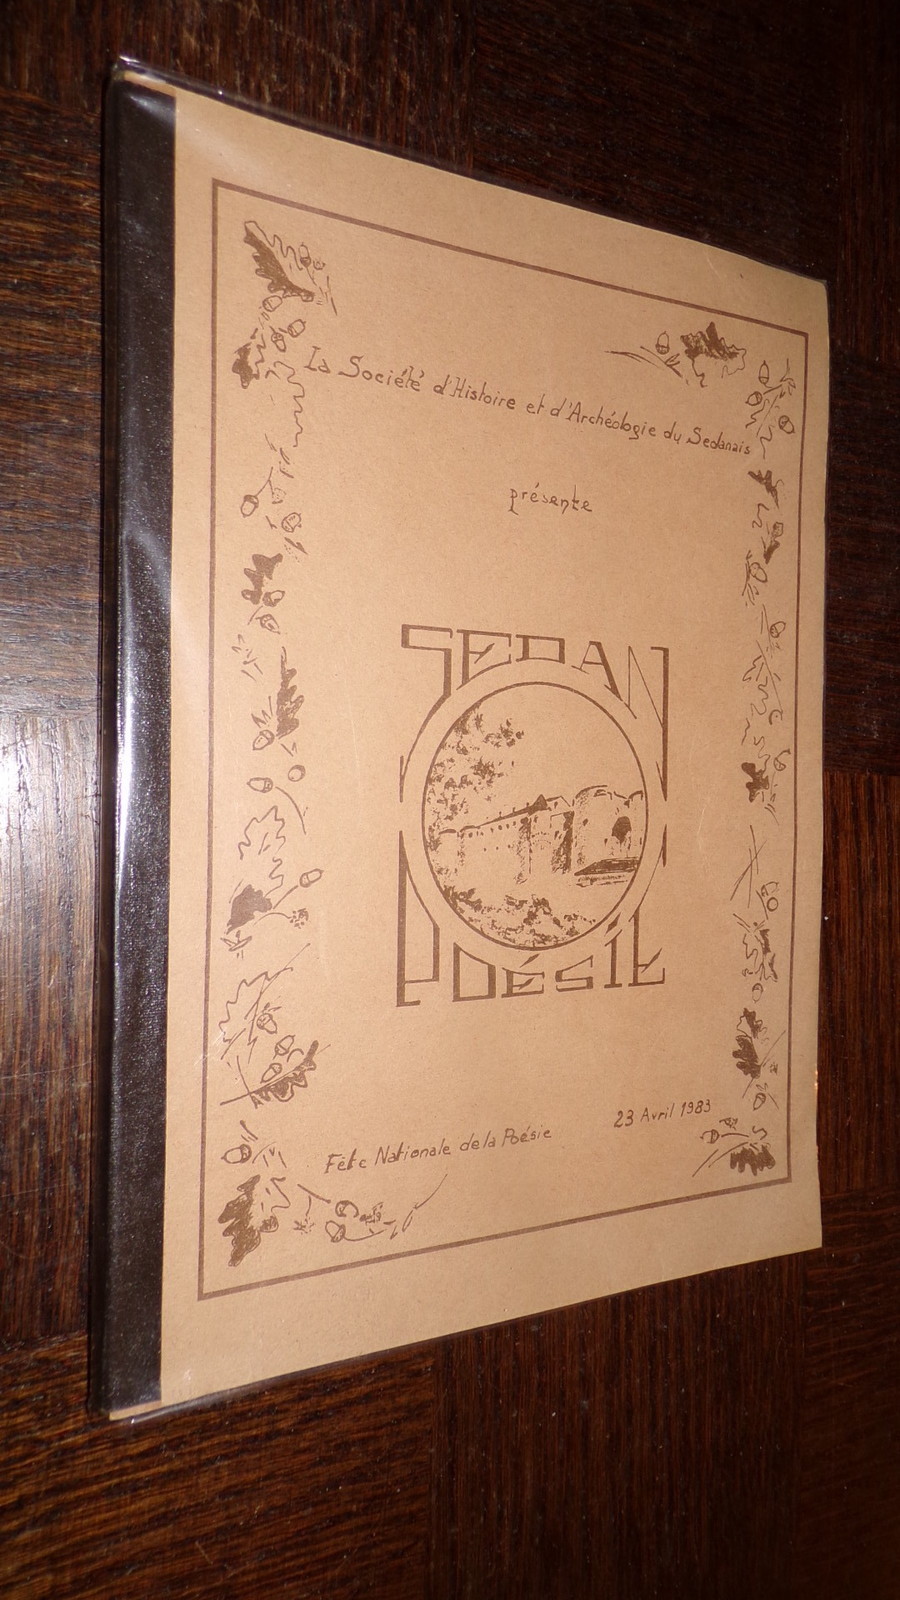 La Société d'Histoire et d'Archéologie du Sedanais
présente
SEDAN
POÉSIE
Fête Nationale de la Poésie
23 Avril 1983